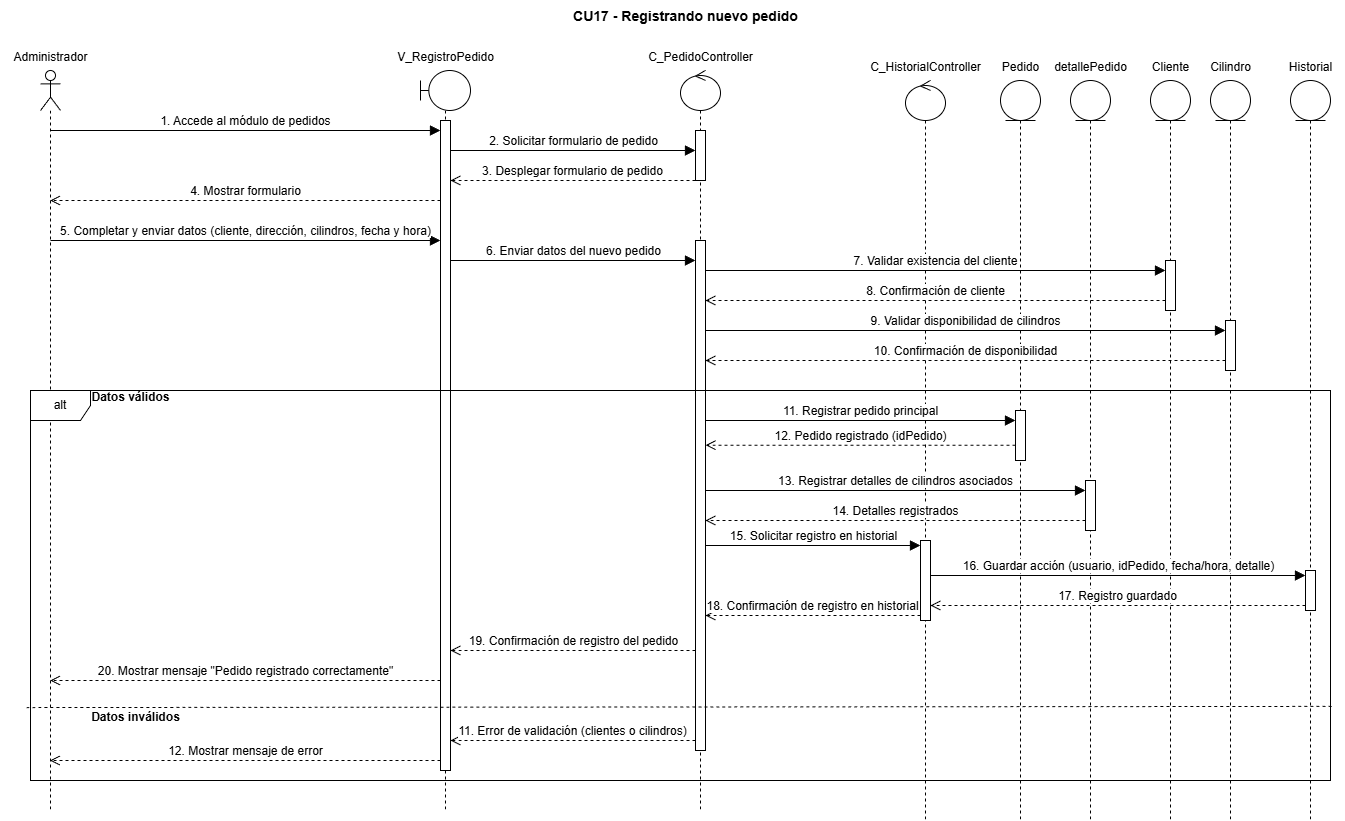 CU17 - Registrando nuevo pedido
Administrador
V_RegistroPedido
C_PedidoController
C_HistorialController
Pedido
detallePedido
Cliente
Cilindro
Historial
1. Accede al módulo de pedidos
2. Solicitar formulario de pedido
3. Desplegar formulario de pedido
4. Mostrar formulario
5. Completar y enviar datos (cliente, dirección, cilindros, fecha y hora)
6. Enviar datos del nuevo pedido
7. Validar existencia del cliente
8. Confirmación de cliente
9. Validar disponibilidad de cilindros
10. Confirmación de disponibilidad
alt
Datos válidos
11. Registrar pedido principal
12. Pedido registrado (idPedido)
13. Registrar detalles de cilindros asociados
14. Detalles registrados
15. Solicitar registro en historial
16. Guardar acción (usuario, idPedido, fecha/hora, detalle)
17. Registro guardado
18. Confirmación de registro en historial
19. Confirmación de registro del pedido
20. Mostrar mensaje "Pedido registrado correctamente"
Datos inválidos
11. Error de validación (clientes o cilindros)
12. Mostrar mensaje de error